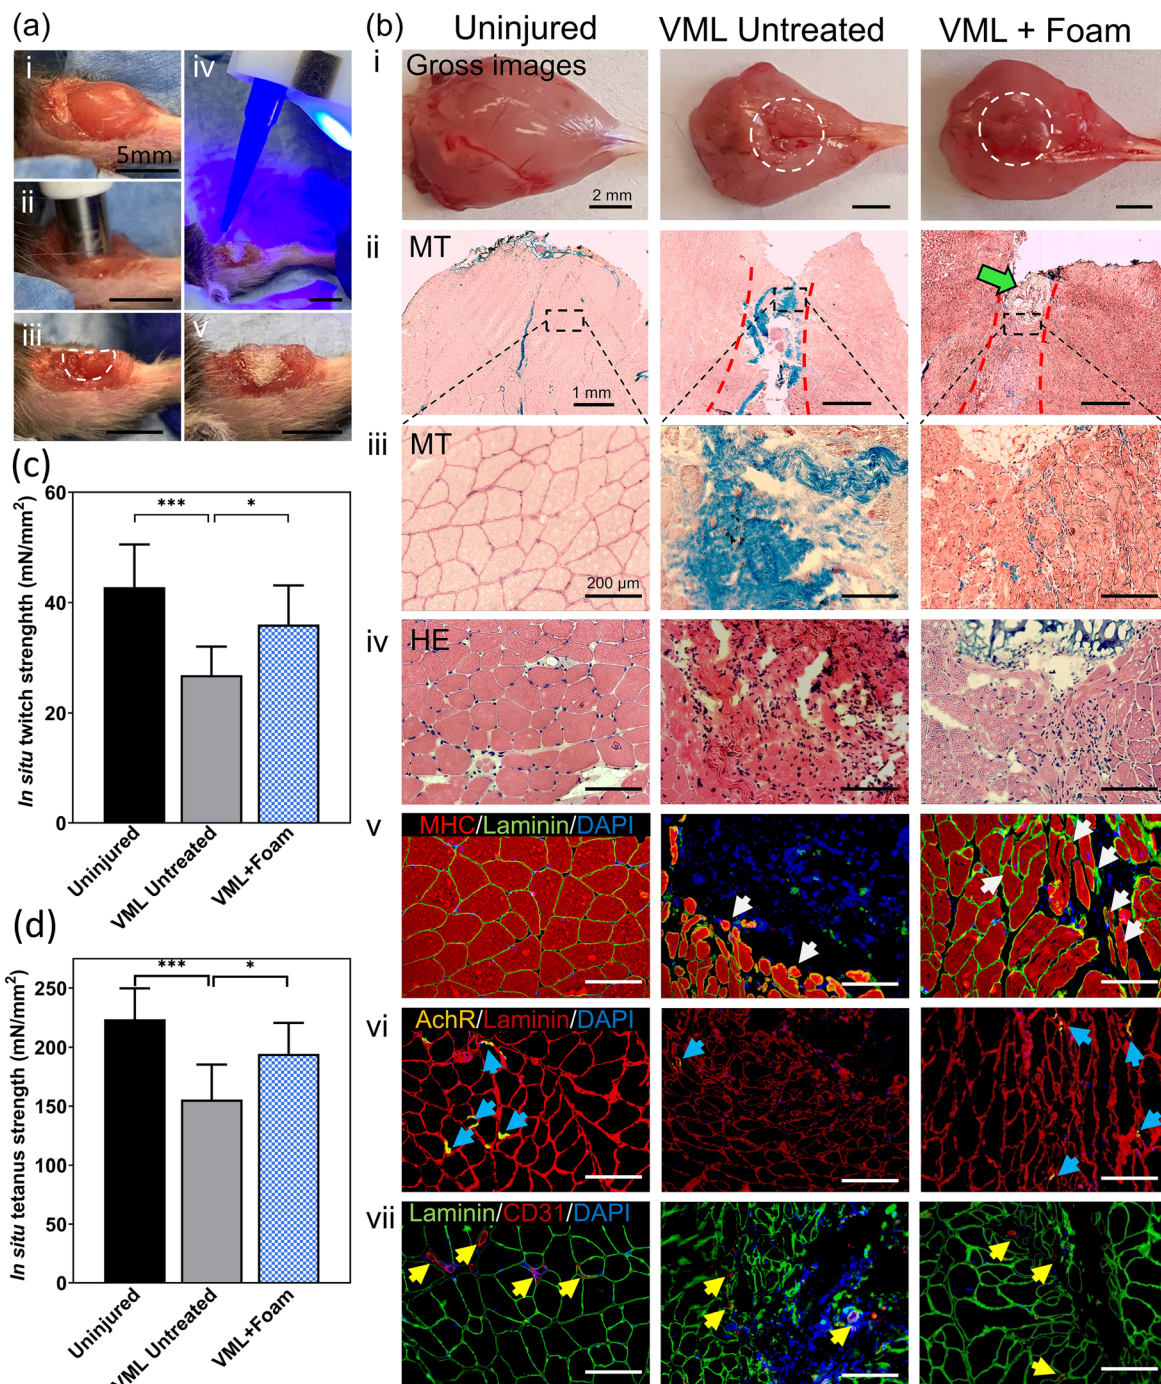 (a)
i
5mm
ii
iii
iv
v
(b)
Uninjured
VML Untreated
VML + Foam
i
Gross images
2 mm
ii
MT
1 mm
iii
MT
200 µm
iv
HE
v
MHC/Laminin/DAPI
vi
AchR/Laminin/DAPI
vii
Laminin/CD31/DAPI
(c)
In situ twitch strenghth (mN/mm²)
60
40
20
0
***
*
Uninjured
VML Untreated
VML+Foam
(d)
In situ tetanus strength (mN/mm²)
250
200
150
100
50
0
***
*
Uninjured
VML Untreated
VML+Foam